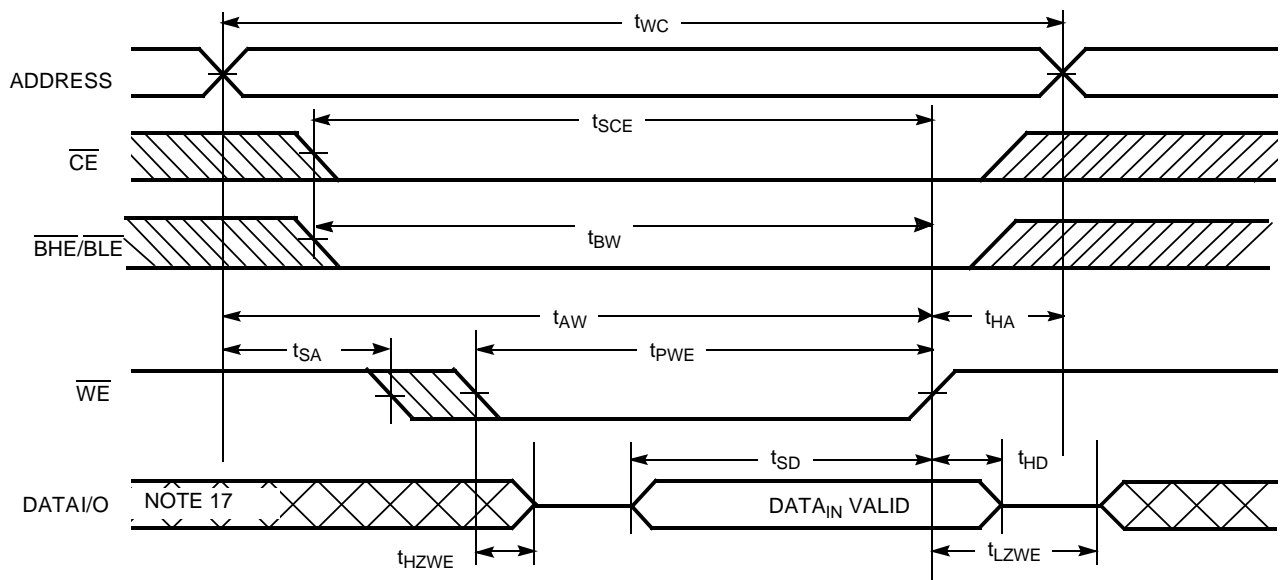 tWC
ADDRESS
tSCE
CE
tBW
BHE/BLE
tAW
tHA
tSA
tPWE
WE
tSD
tHD
DATAI/O
NOTE 17
DATAIN VALID
tHZWE
tLZWE